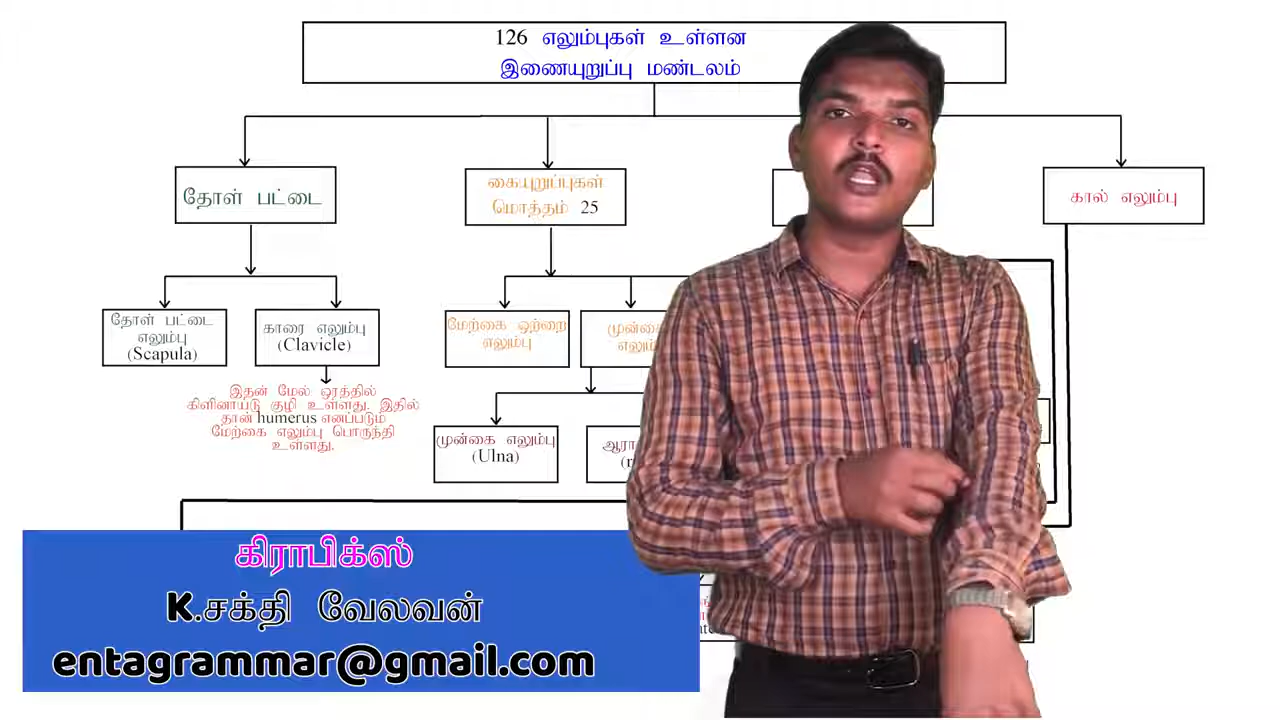 126 எலும்புகள் உள்ளன
இணையுறுப்பு மண்டலம்
தோள் பட்டை
கையுறுப்புகள்
மொத்தம் 25
கால் எலும்பு
தோள் பட்டை
எலும்பு
(Scapula)
காரை எலும்பு
(Clavicle)
மேற்கை ஒற்றை
எலும்பு
இதன் மேல் ஓரத்தில்
கிளினாய்டு குழி உள்ளது. இதில்
தான் humerus எனப்படும்
மேற்கை எலும்பு பொருந்தி
உள்ளது.
முன்கை எலும்பு
(Ulna)
கிராபிக்ஸ்
K.சக்தி வேலவன்
entagrammar@gmail.com